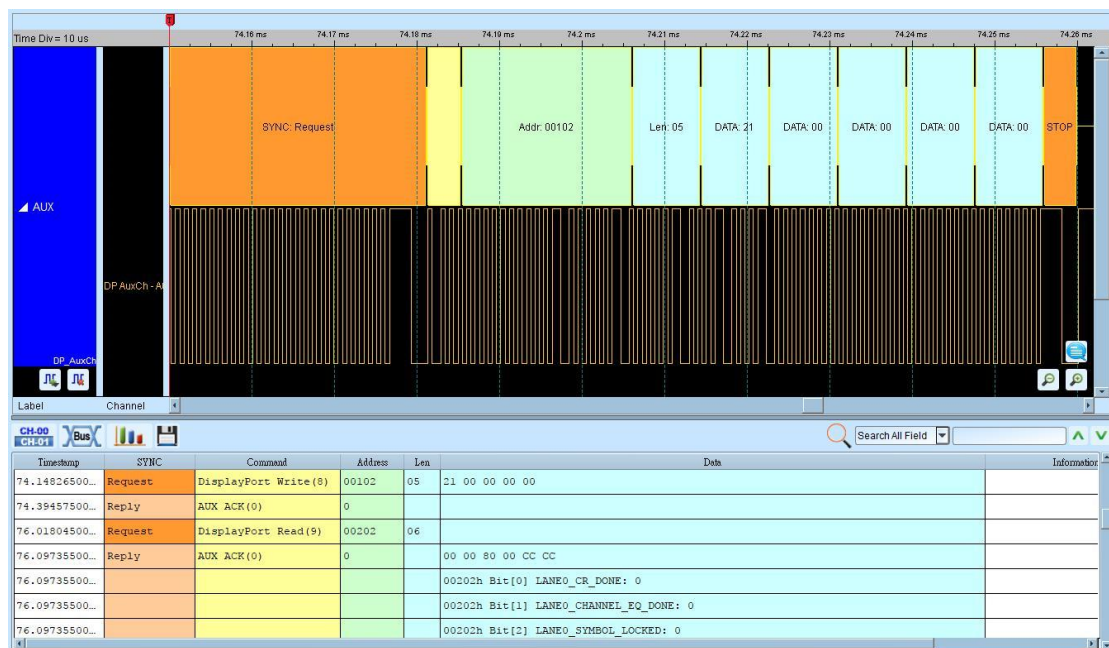 Time Div = 10 us
T
74.16 ms 74.17 ms 74.18 ms 74.19 ms 74.2 ms 74.21 ms 74.22 ms 74.23 ms 74.24 ms 74.25 ms 74.26 ms
SYNC: Request Addr: 00102 Len: 05 DATA: 21 DATA: 00 DATA: 00 DATA: 00 DATA: 00 STOP
AUX
DP AuxCh - A
DP_AuxCh
Label Channel
CH-00
CH-01 Bus Search All Field
Timestamp SYNC Command Address Len Data Information
74.14826500... Request DisplayPort Write(8) 00102 05 21 00 00 00 00
74.39457500... Reply AUX ACK(0) 0
76.01804500... Request DisplayPort Read(9) 00202 06
76.09735500... Reply AUX ACK(0) 0 00 00 80 00 CC CC
76.09735500... 00202h Bit[0] LANE0_CR_DONE: 0
76.09735500... 00202h Bit[1] LANE0_CHANNEL_EQ_DONE: 0
76.09735500... 00202h Bit[2] LANE0_SYMBOL_LOCKED: 0